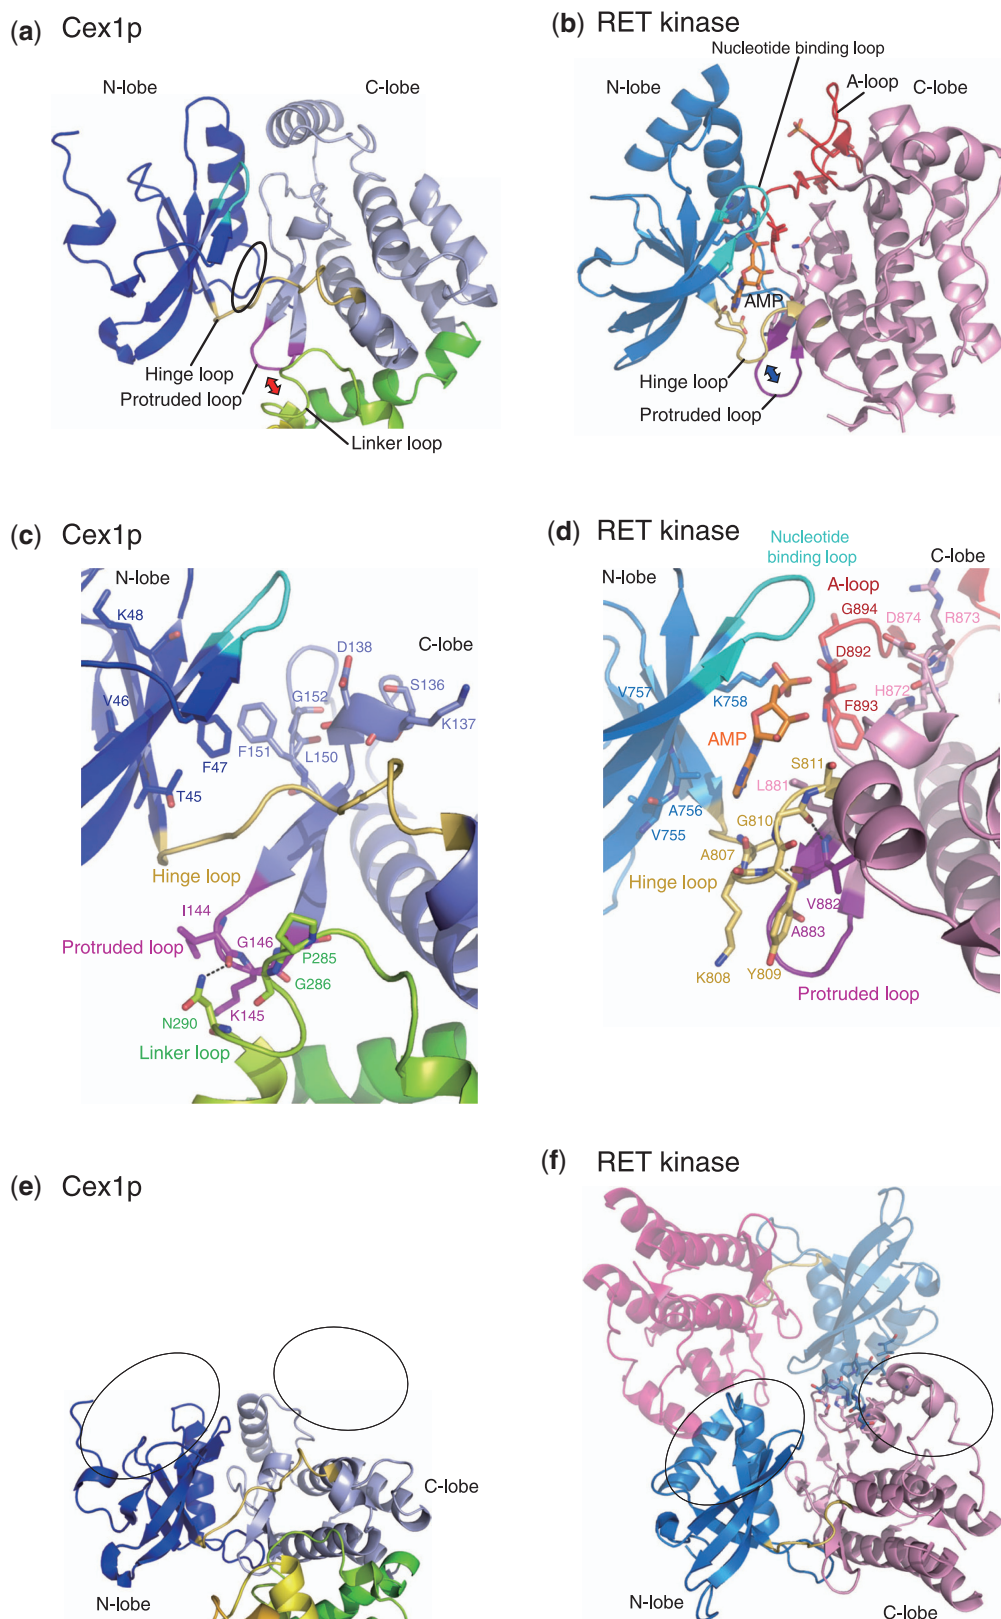 (a) Cex1p
N-lobe
C-lobe
Hinge loop
Protruded loop
Linker loop
(b) RET kinase
Nucleotide binding loop
N-lobe
A-loop
C-lobe
AMP
Hinge loop
Protruded loop
(c) Cex1p
N-lobe
K48
D138
C-lobe
S136
G152
K137
V46
F151
L150
F47
T45
Hinge loop
I144
Protruded loop
G146
P285
G286
N290
K145
Linker loop
(d) RET kinase
Nucleotide
binding loop
N-lobe
C-lobe
A-loop
G894
D874
R873
D892
V757
K758
H872
F893
AMP
S811
L881
A756
G810
V755
A807
Hinge loop
V882
A883
K808
Y809
Protruded loop
(e) Cex1p
C-lobe
N-lobe
(f) RET kinase
N-lobe
C-lobe